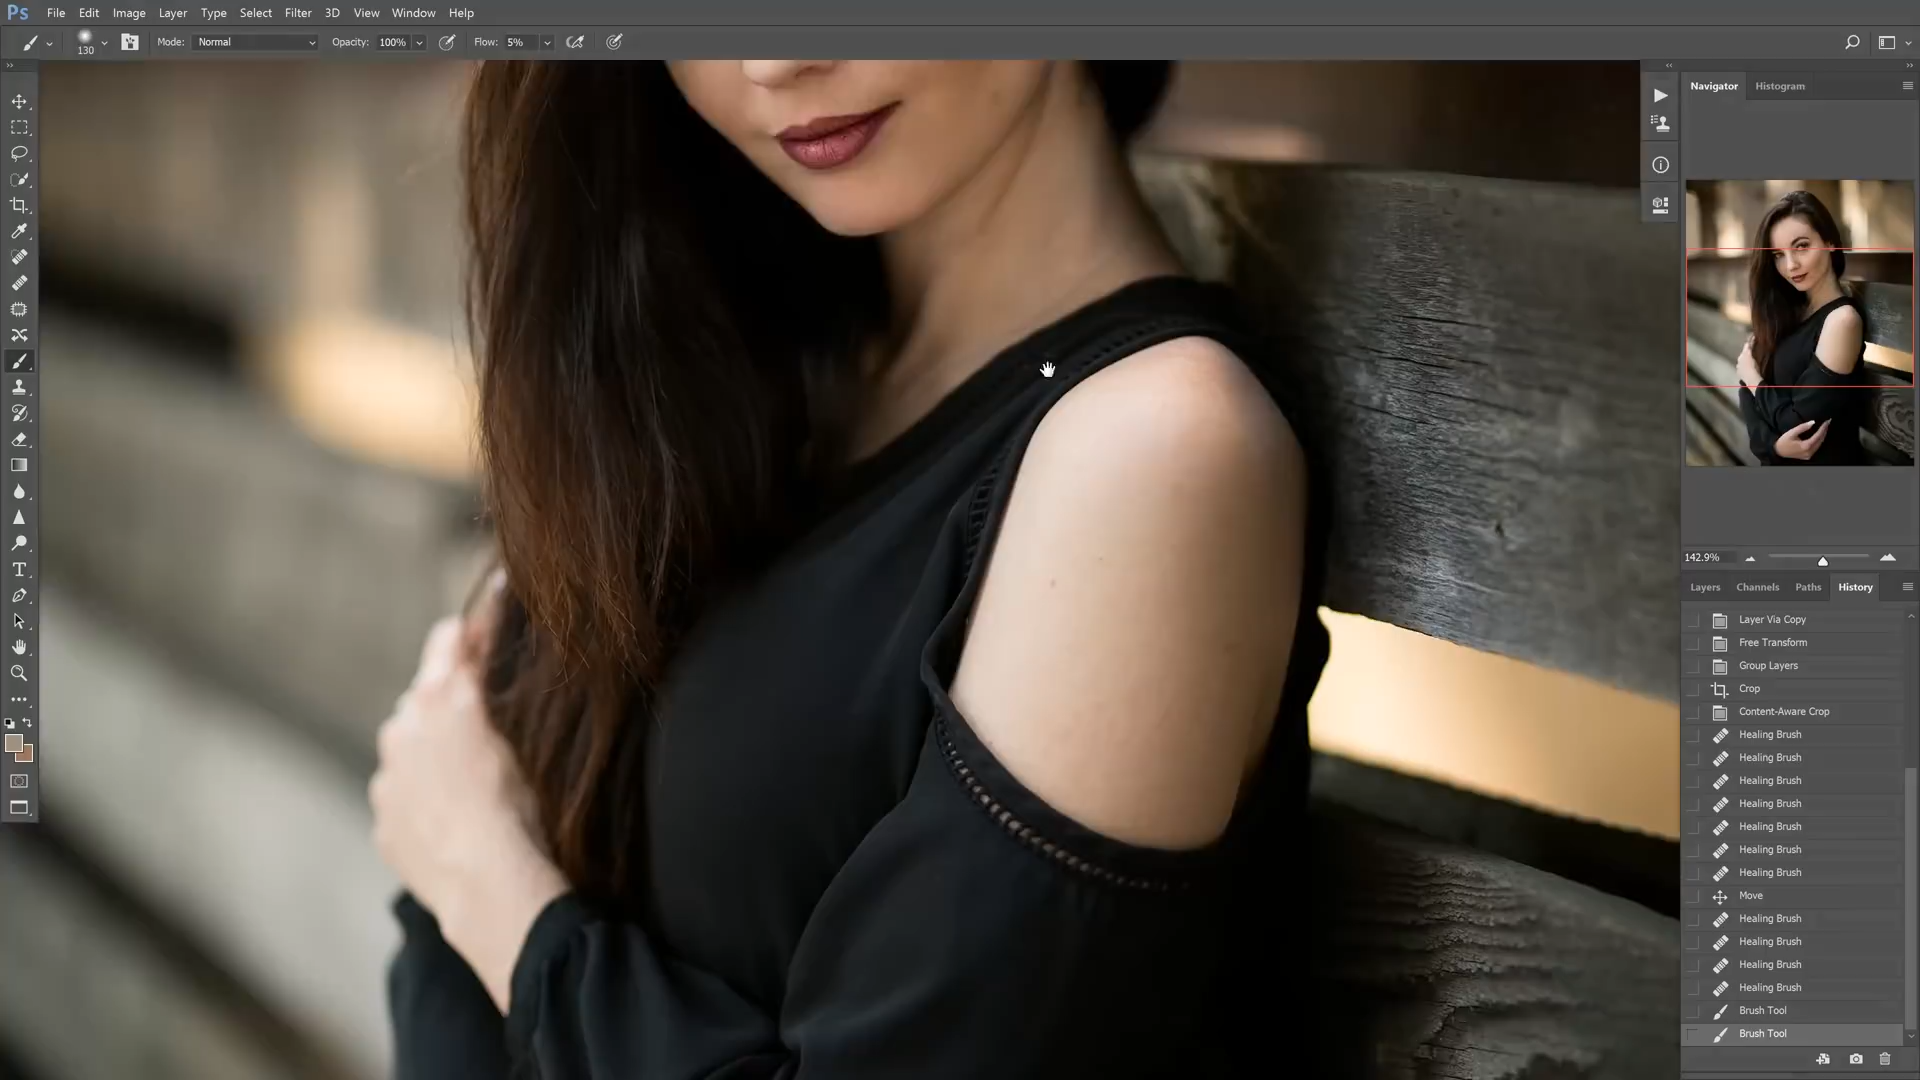 Ps File Edit Image Layer Type Select Filter 3D View Window Help
130 Mode: Normal Opacity: 100% Flow: 5%
Navigator Histogram
142.9%
Layers Channels Paths History
Layer Via Copy
Free Transform
Group Layers
Crop
Content-Aware Crop
Healing Brush
Healing Brush
Healing Brush
Healing Brush
Healing Brush
Healing Brush
Healing Brush
Move
Healing Brush
Healing Brush
Healing Brush
Healing Brush
Brush Tool
Brush Tool